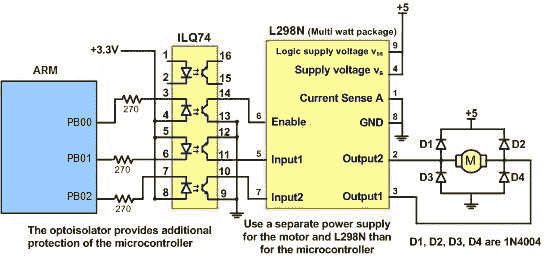 ILQ74
L298N (Multi watt package)
+5
+3.3V
1
16
Logic supply voltage vss
9
ARM
2
15
Supply voltage vs
4
3
14
Current Sense A
1
PB00
270
4
13
6
Enable
GND
8
+5
5
12
D1
D2
PB01
270
6
11
5
Input1
Output2
2
M
7
10
D3
D4
PB02
270
8
9
7
Input2
Output1
3
The optoisolator provides additional
protection of the microcontroller
Use a separate power supply
for the motor and L298N than
for the microcontroller
D1, D2, D3, D4 are 1N4004